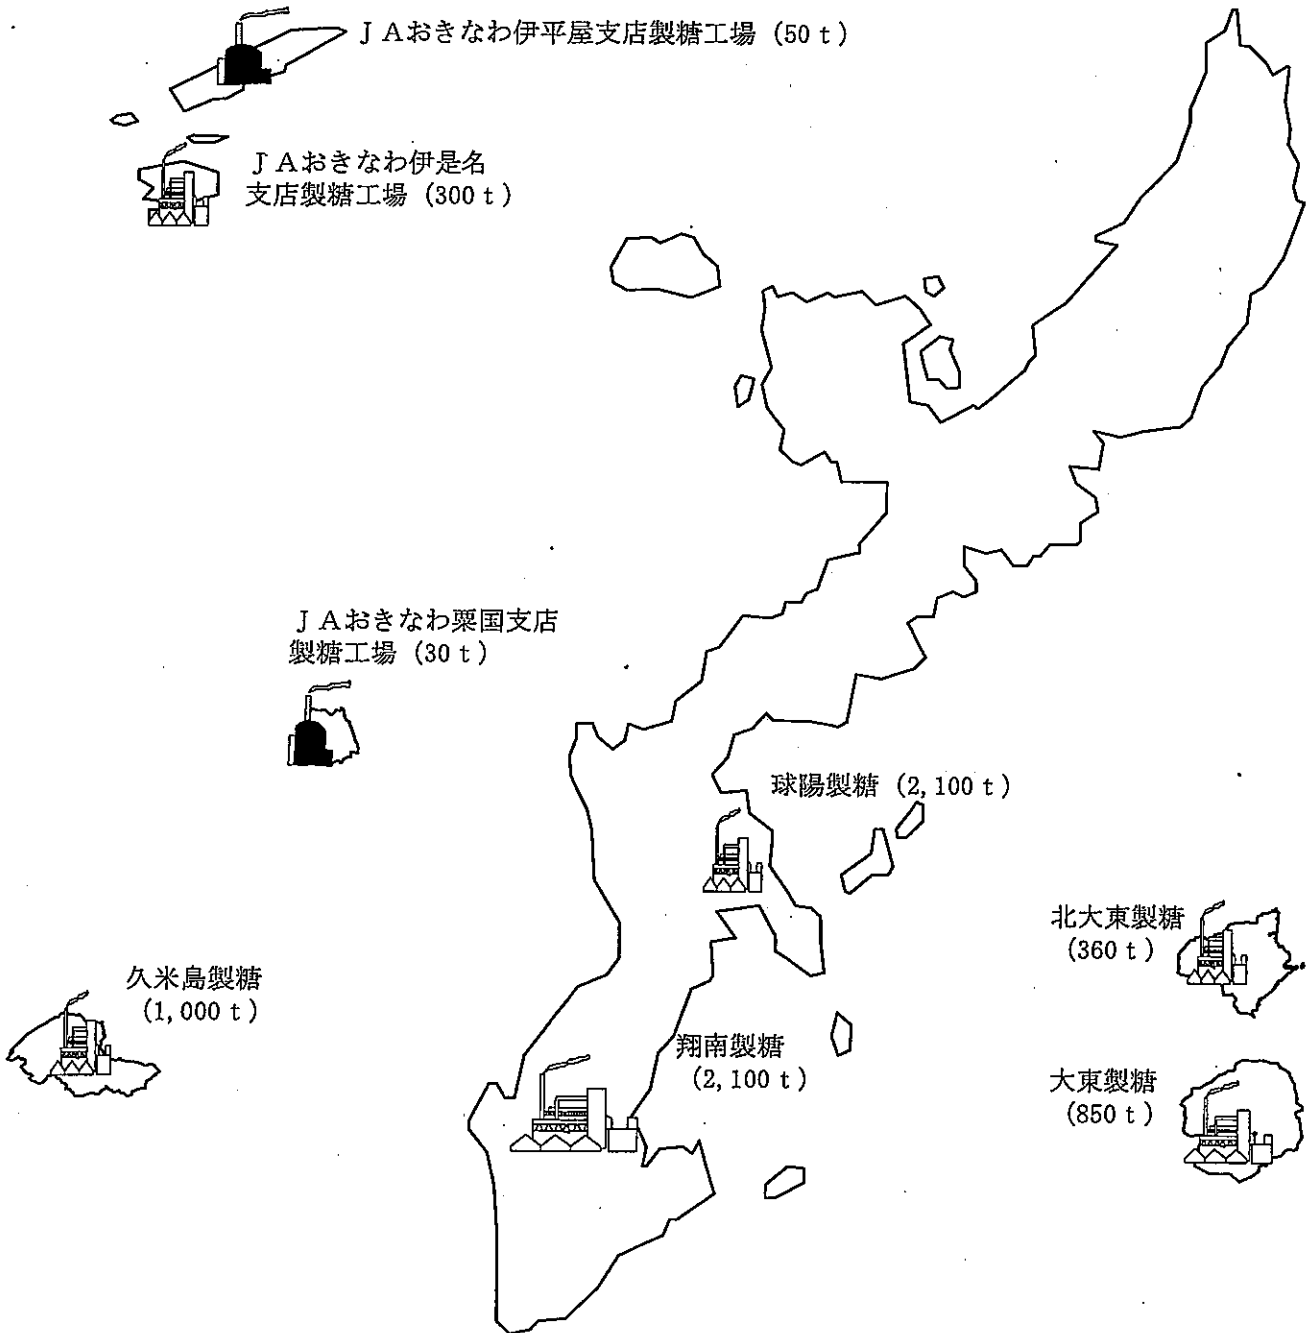 ＪＡおきなわ伊平屋支店製糖工場 (50ｔ)
ＪＡおきなわ伊是名
支店製糖工場 (300ｔ)
ＪＡおきなわ粟国支店
製糖工場 (30ｔ)
球陽製糖 (2,100ｔ)
北大東製糖
(360ｔ)
久米島製糖
(1,000ｔ)
翔南製糖
(2,100ｔ)
大東製糖
(850ｔ)